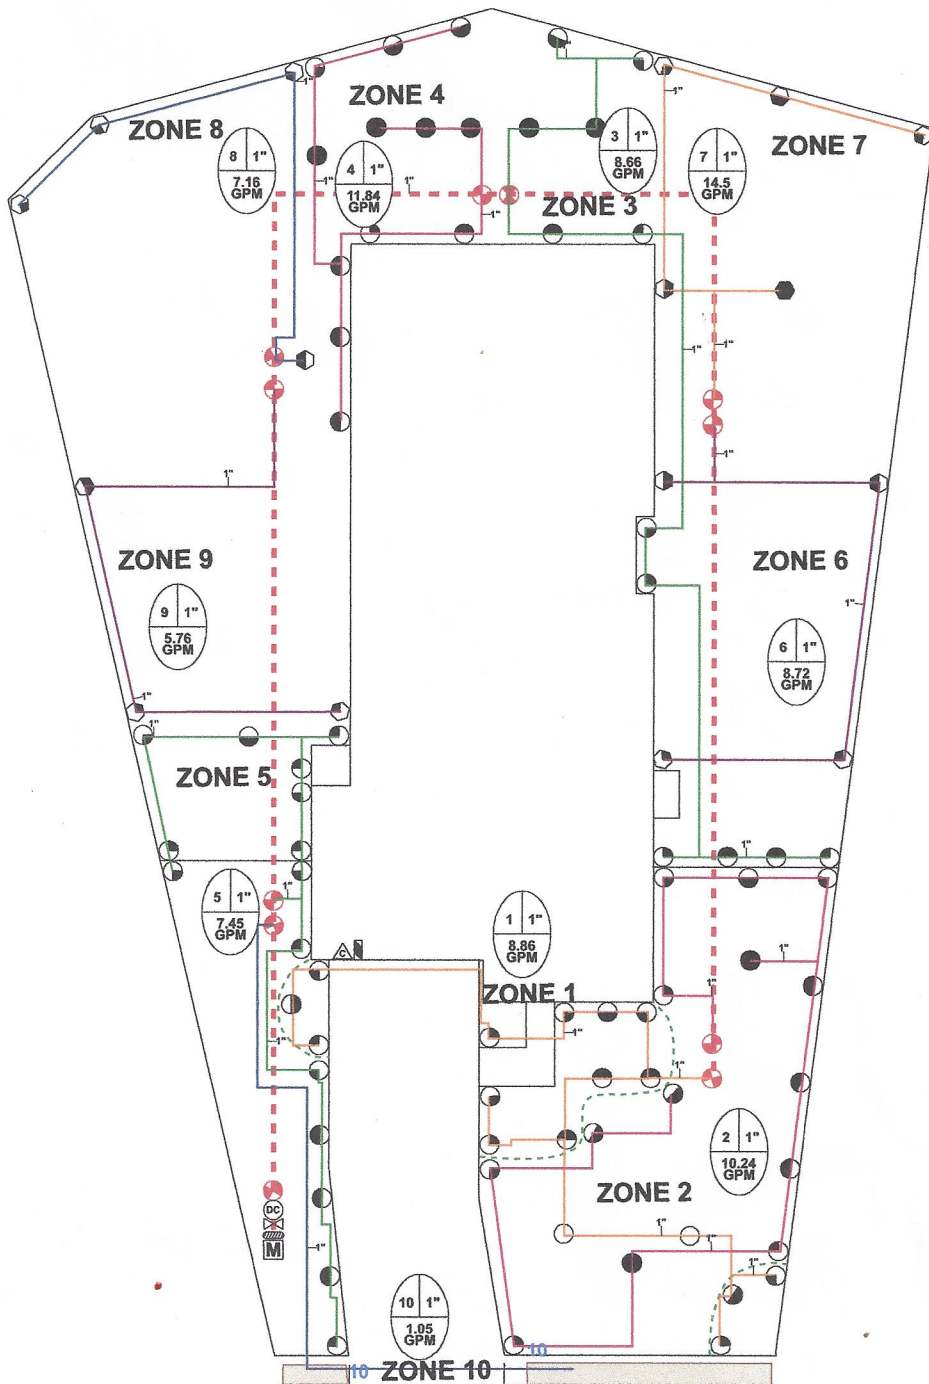 ZONE 4
1"
1"
ZONE 8
8 1"
7.16
GPM
4 1"
11.84
GPM
1"
1"
1"
3 1"
8.66
GPM
ZONE 3
1"
7 1"
14.5
GPM
ZONE 7
1"
1"
1"
1"
1"
ZONE 9
9 1"
5.76
GPM
1"
1"
ZONE 6
1"
6 1"
8.72
GPM
ZONE 5
1"
5 1"
7.45
GPM
1"
C
1 1"
8.86
GPM
ZONE 1
1"
1"
1"
1"
1"
2 1"
10.24
GPM
ZONE 2
DC
M
1"
1"
1"
1"
10 1"
1.05
GPM
10
ZONE 10
10